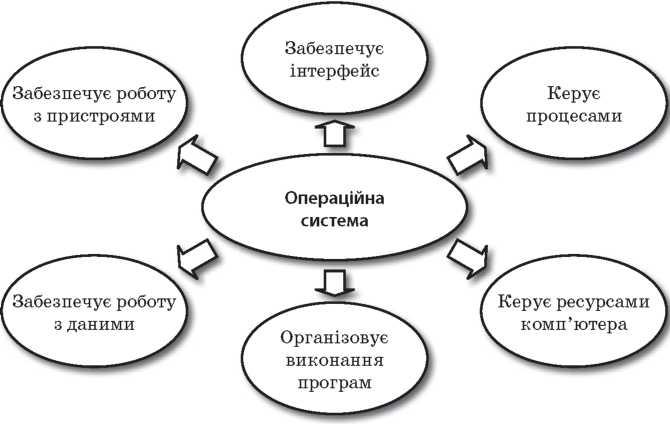 Забезпечує
інтерфейс
Забезпечує роботу
з пристроями
Керує
процесами
Операційна
система
Забезпечує роботу
з даними
Керує ресурсами
комп’ютера
Організовує
виконання
програм